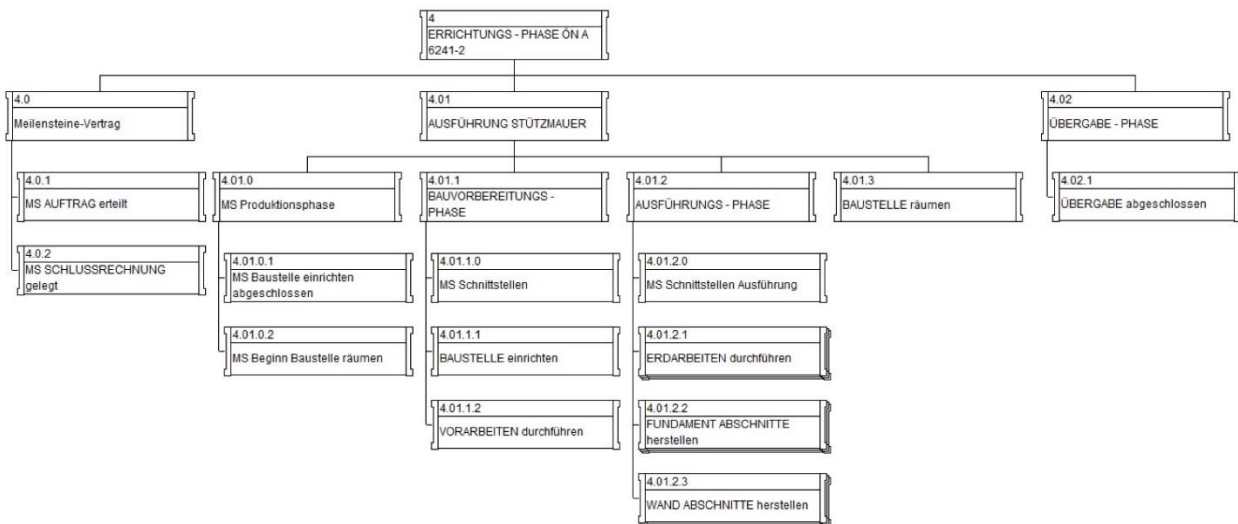 4
ERRICHTUNGS - PHASE ÖN A
6241-2
4.0
Meilensteine-Vertrag
4.01
AUSFÜHRUNG STÜTZMAUER
4.02
ÜBERGABE - PHASE
4.0.1
MS AUFTRAG erteilt
4.01.0
MS Produktionsphase
4.01.1
BAUVORBEREITUNGS -
PHASE
4.01.2
AUSFÜHRUNGS - PHASE
4.01.3
BAUSTELLE räumen
4.02.1
ÜBERGABE abgeschlossen
4.0.2
MS SCHLUSSRECHNUNG
gelegt
4.01.0.1
MS Baustelle einrichten
abgeschlossen
4.01.1.0
MS Schnittstellen
4.01.2.0
MS Schnittstellen Ausführung
4.01.0.2
MS Beginn Baustelle räumen
4.01.1.1
BAUSTELLE einrichten
4.01.2.1
ERDARBEITEN durchführen
4.01.1.2
VORARBEITEN durchführen
4.01.2.2
FUNDAMENT ABSCHNITTE
herstellen
4.01.2.3
WAND ABSCHNITTE herstellen